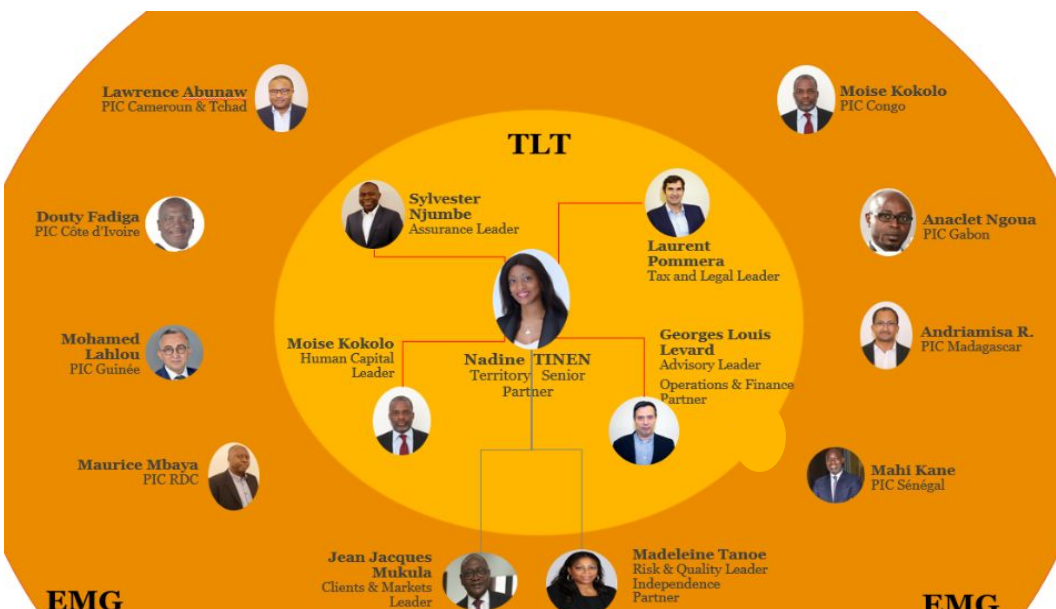 Lawrence Abunaw
PIC Cameroun & Tchad
Moise Kokolo
PIC Congo
TLT
Sylvester
Njumbe
Assurance Leader
Laurent
Pommera
Tax and Legal Leader
Douty Fadiga
PIC Côte d'Ivoire
Anaclet Ngoua
PIC Gabon
Mohamed
Lahlou
PIC Guinée
Moise Kokolo
Human Capital
Leader
Nadine TINEN
Territory Senior
Partner
Georges Louis
Levard
Advisory Leader
Operations & Finance
Partner
Andriamisa R.
PIC Madagascar
Maurice Mbaya
PIC RDC
Mahi Kane
PIC Sénégal
Jean Jacques
Mukula
Clients & Markets
Leader
Madeleine Tanoe
Risk & Quality Leader
Independence
Partner
EMG
EMG